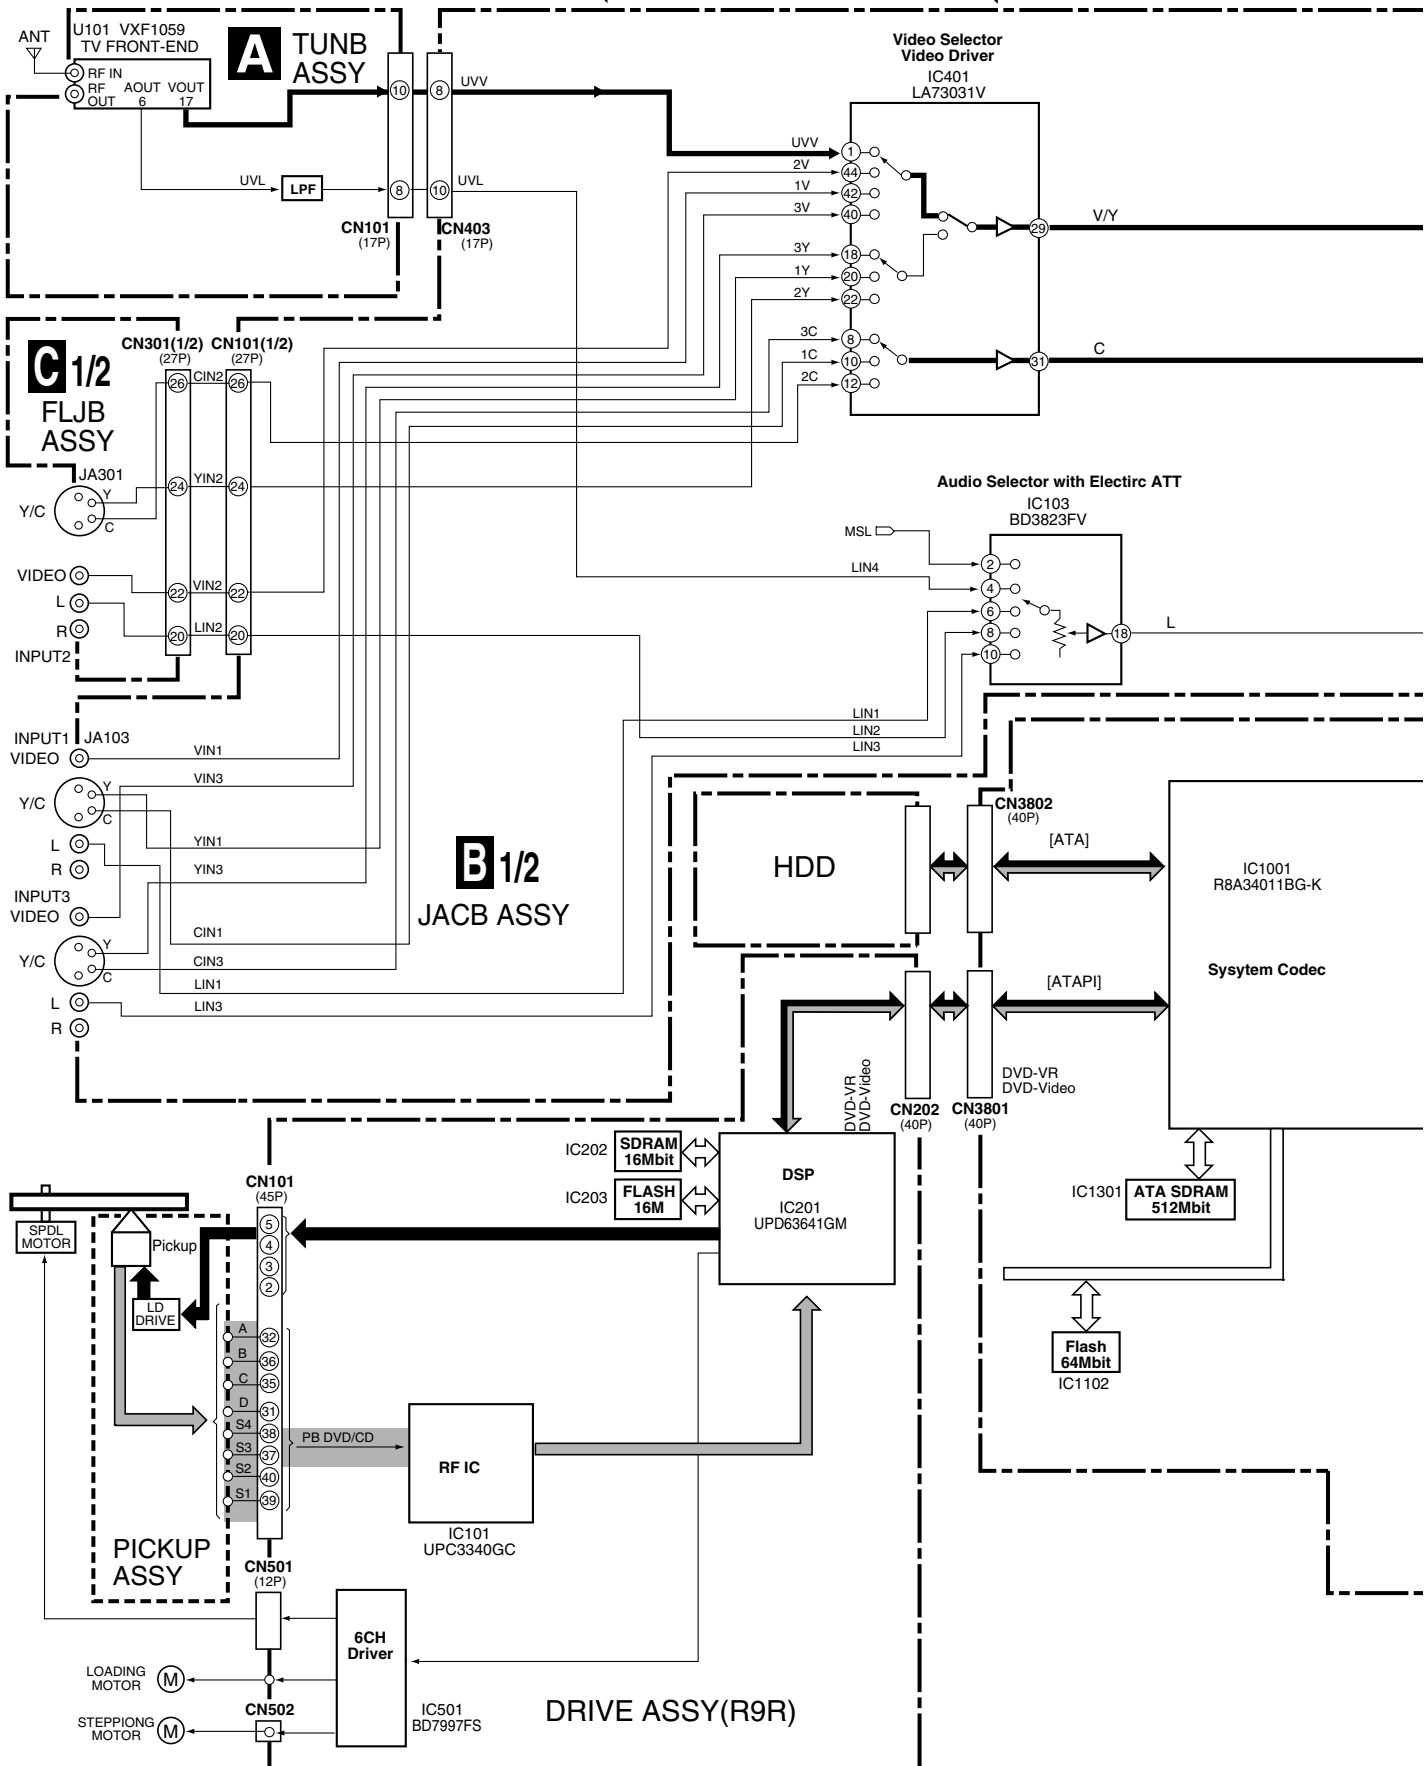 ANT
U101 VXF1059
TV FRONT-END
RF IN
RF
OUT
AOUT VOUT
6 17
A TUNB
ASSY
10
8
UVV
UVL
LPF
8
10
UVL
CN101
(17P)
CN403
(17P)
Video Selector
Video Driver
IC401
LA73031V
UVV
1
2V
44
1V
42
3V
40
3Y
18
1Y
20
2Y
22
3C
8
1C
10
2C
12
29
V/Y
31
C
C 1/2
FLJB
ASSY
CN301(1/2)
(27P)
CN101(1/2)
(27P)
26
CIN2
26
JA301
Y/C
Y
C
24
YIN2
24
VIDEO
22
VIN2
22
L
R
20
LIN2
20
INPUT2
Audio Selector with Electirc ATT
IC103
BD3823FV
MSL
2
LIN4
4
6
8
10
18
L
LIN1
LIN2
LIN3
INPUT1 JA103
VIDEO
VIN1
VIN3
Y/C
Y
C
L
YIN1
R
YIN3
INPUT3
VIDEO
CIN1
Y/C
Y
C
CIN3
LIN1
L
LIN3
R
B 1/2
JACB ASSY
HDD
CN3802
(40P)
[ATA]
IC1001
R8A34011BG-K
Sysytem Codec
[ATAPI]
DVD-VR
DVD-Video
DVD-VR
DVD-Video
CN202
(40P)
CN3801
(40P)
IC202
SDRAM
16Mbit
IC203
FLASH
16M
DSP
IC201
UPD63641GM
IC1301
ATA SDRAM
512Mbit
Flash
64Mbit
IC1102
CN101
(45P)
5
4
3
2
SPDL
MOTOR
Pickup
LD
DRIVE
A
32
B
36
C
35
D
31
S4
38
S3
37
S2
40
S1
39
PB DVD/CD
RF IC
IC101
UPC3340GC
PICKUP
ASSY
CN501
(12P)
6CH
Driver
IC501
BD7997FS
LOADING
MOTOR
M
CN502
STEPPIONG
MOTOR
M
DRIVE ASSY(R9R)